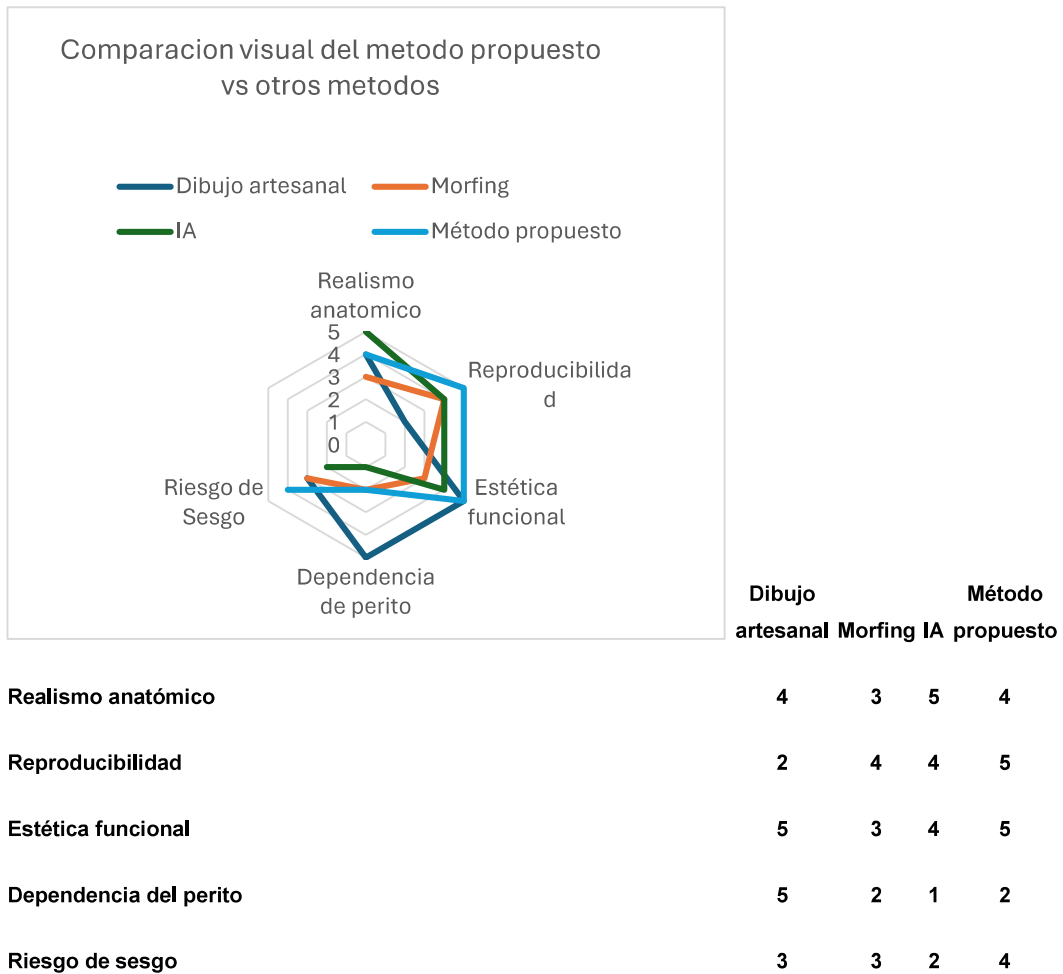 Comparacion visual del metodo propuesto
vs otros metodos
Dibujo artesanal
Morfing
IA
Método propuesto
Realismo
anatomico
5
4
3
2
1
0
Reproducibilida
d
Estética
funcional
Dependencia
de perito
Riesgo de
Sesgo
Dibujo Método
artesanal Morfing IA propuesto
Realismo anatómico 4 3 5 4
Reproducibilidad 2 4 4 5
Estética funcional 5 3 4 5
Dependencia del perito 5 2 1 2
Riesgo de sesgo 3 3 2 4